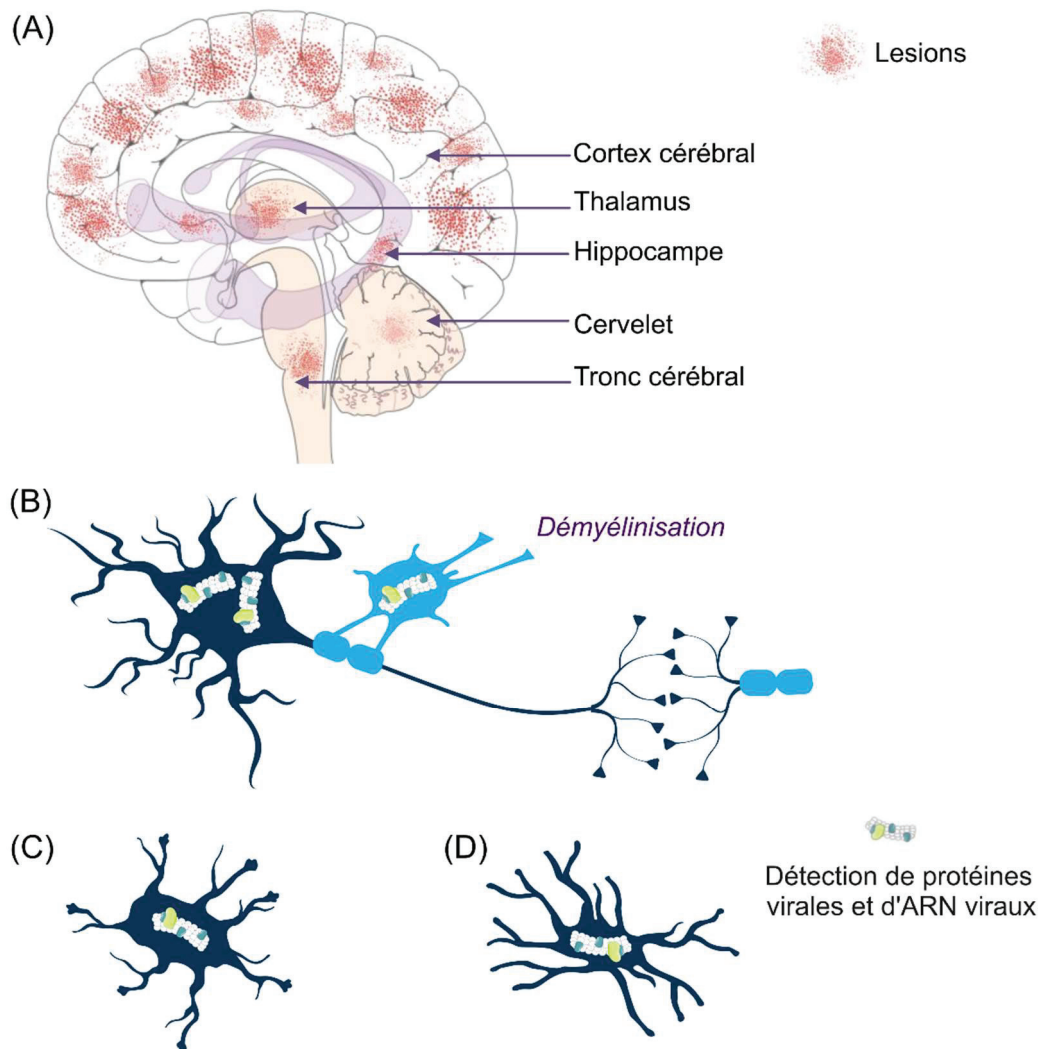 (A)
Lesions
Cortex cérébral
Thalamus
Hippocampe
Cervelet
Tronc cérébral
(B)
Démyélinisation
(C)
(D)
Détection de protéines
virales et d'ARN viraux